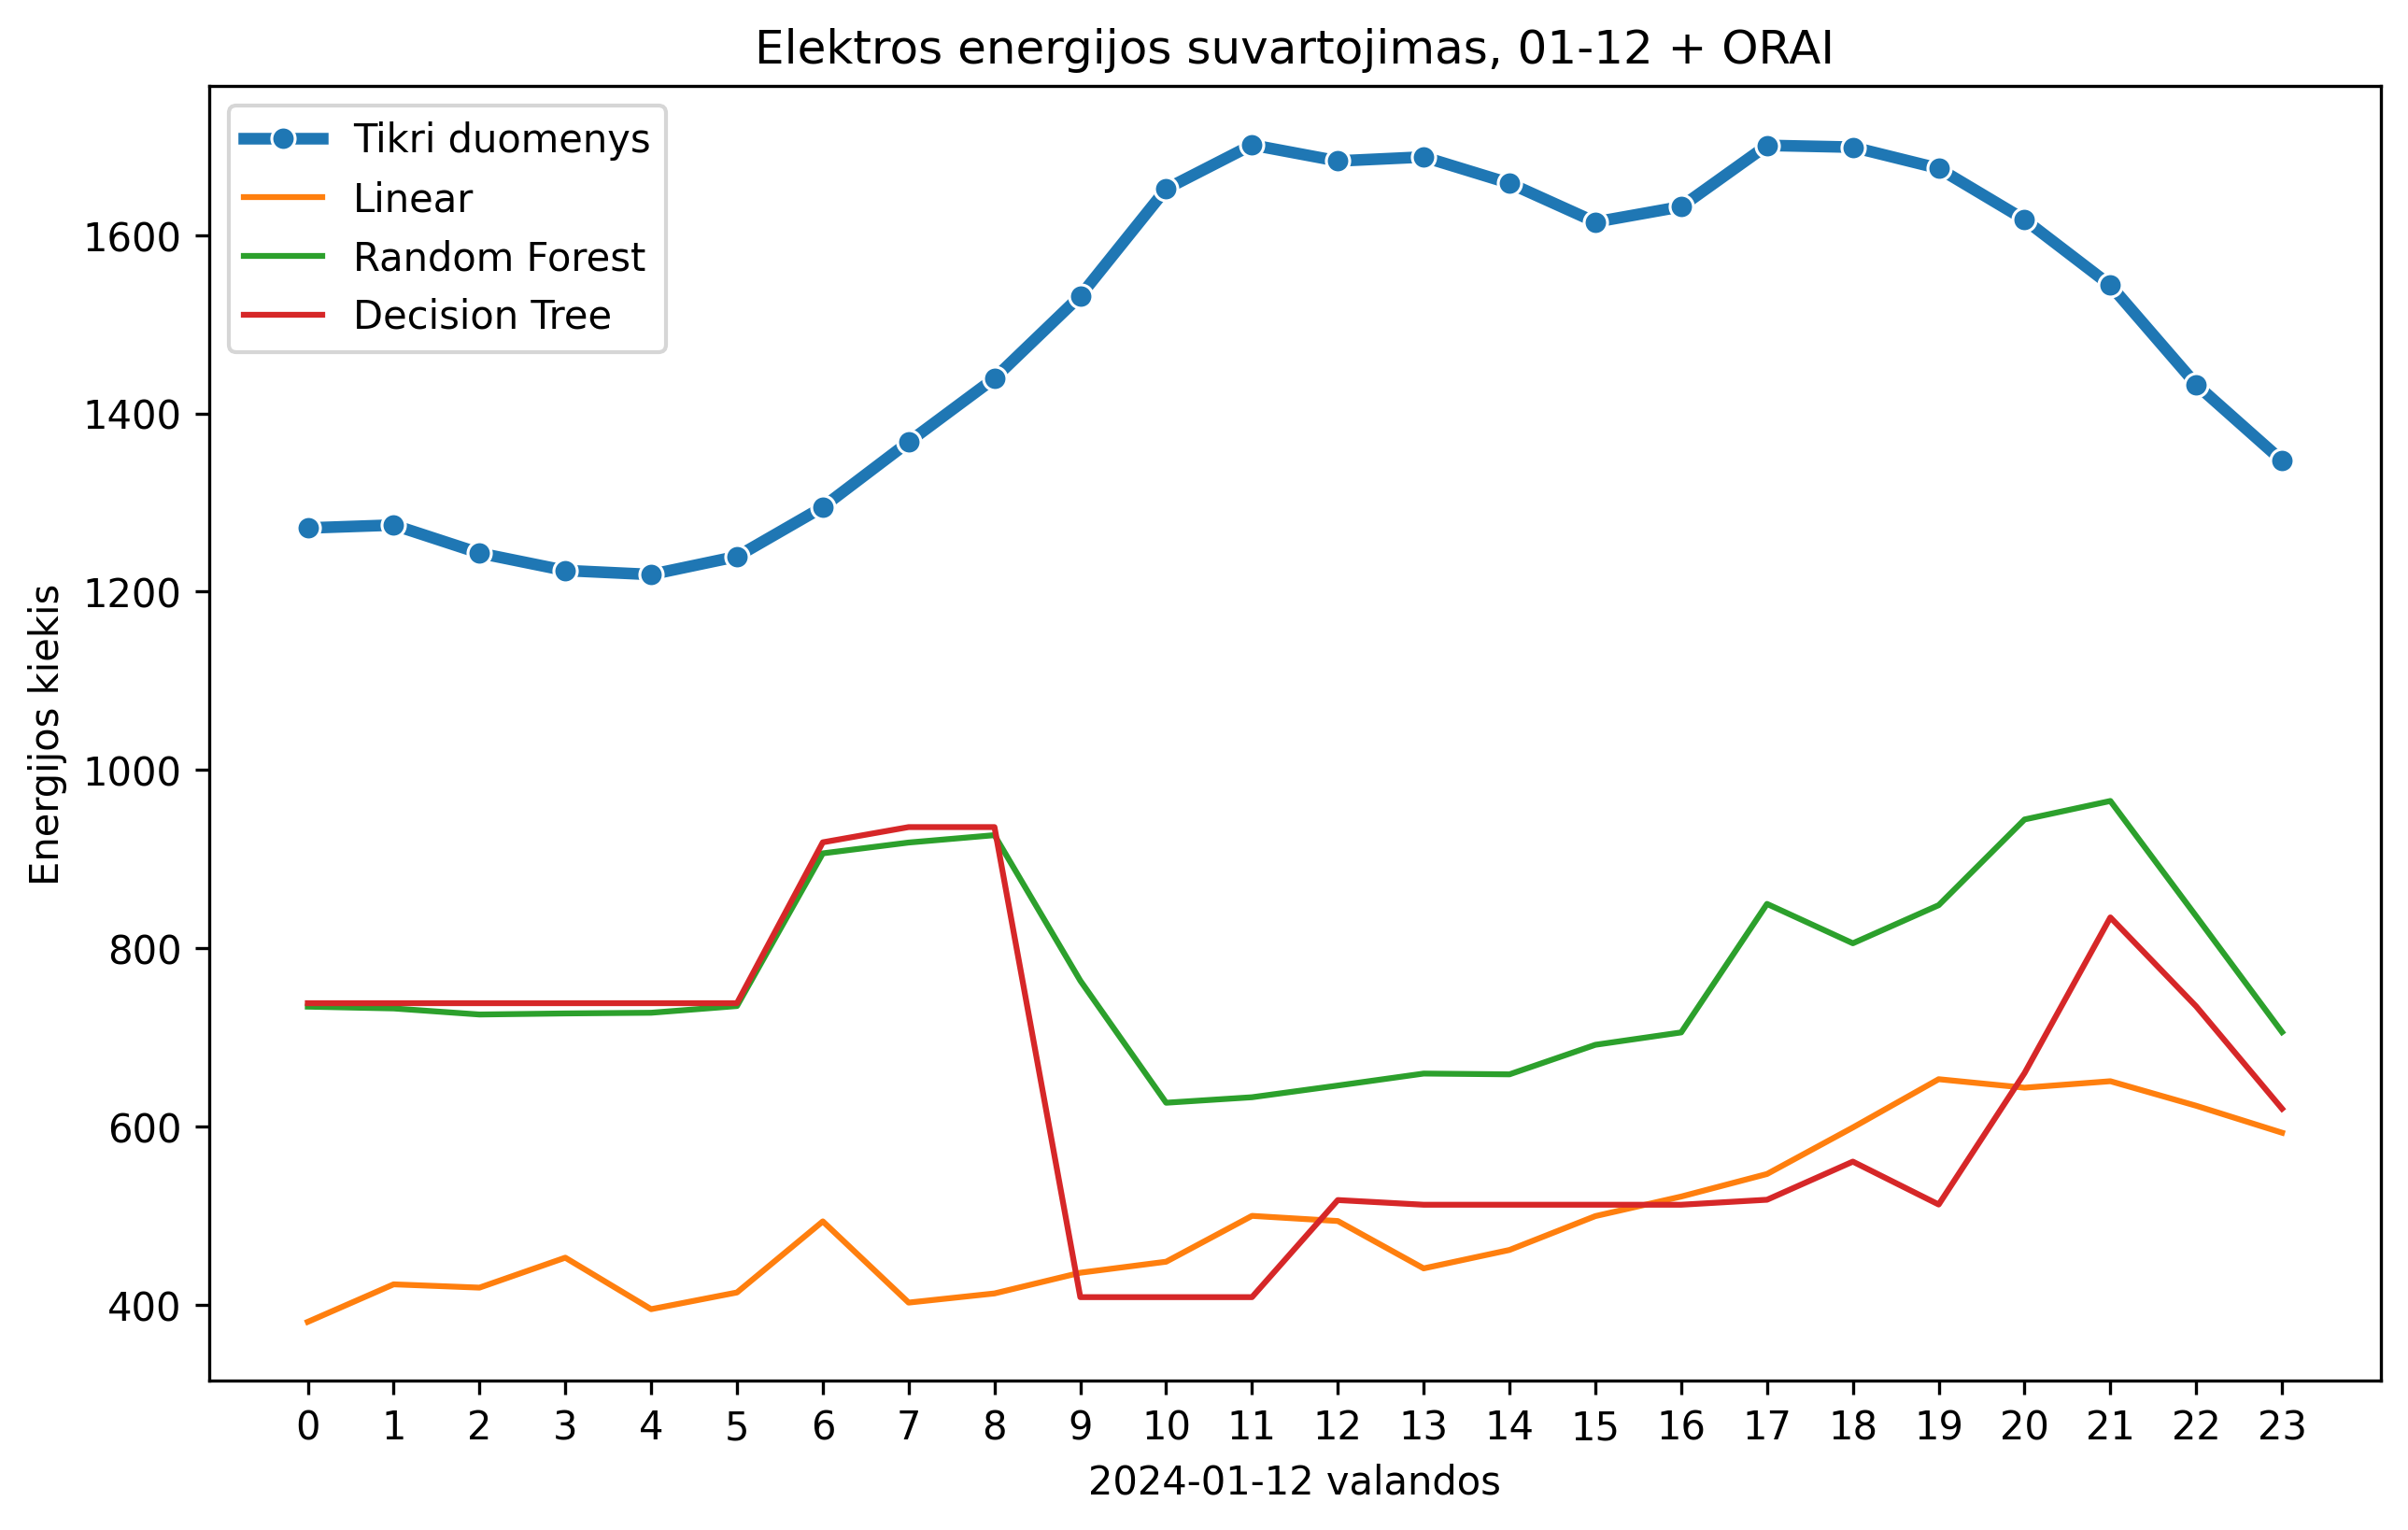 Elektros energijos suvartojimas, 01-12 + ORAI
Tikri duomenys
Linear
Random Forest
Decision Tree
Energijos kiekis
1600
1400
1200
1000
800
600
400
0 1 2 3 4 5 6 7 8 9 10 11 12 13 14 15 16 17 18 19 20 21 22 23
2024-01-12 valandos